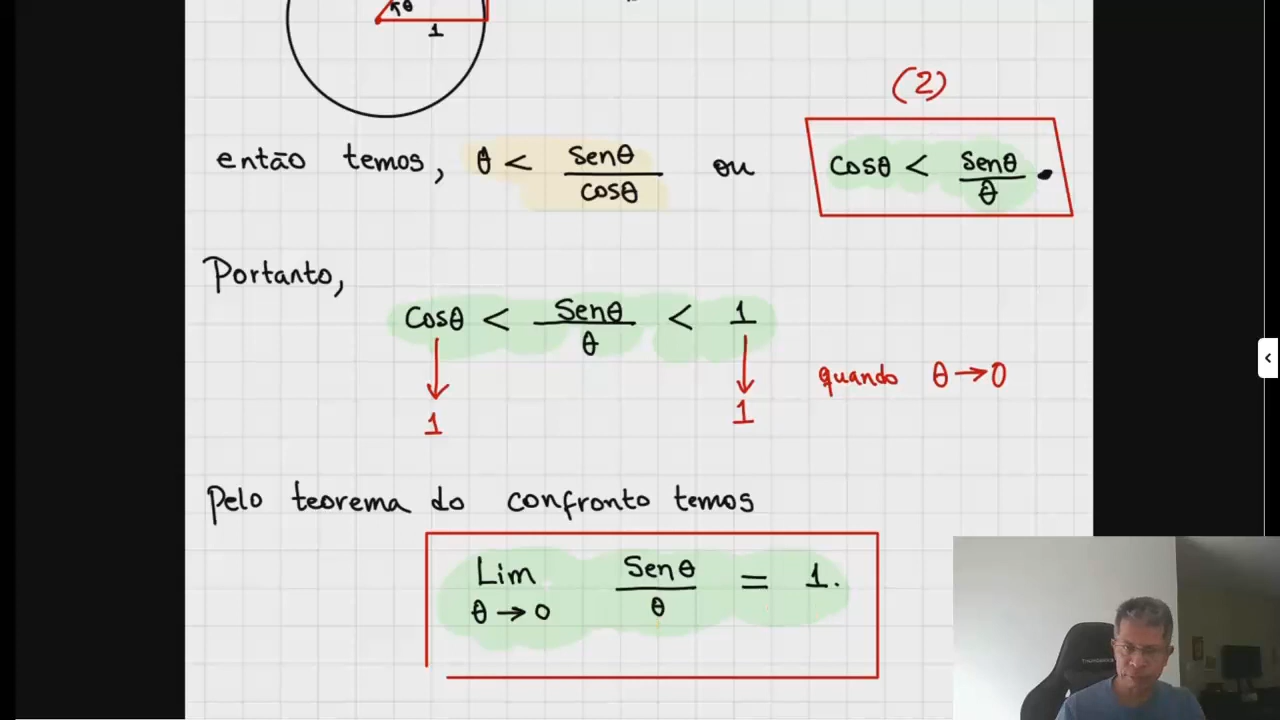 θ
1
(2)
então temos, θ < Senθ/cosθ ou Cosθ < Senθ/θ.
Portanto,
Cosθ < Senθ/θ < 1
quando θ → 0
1 1
Pelo teorema do confronto temos
Lim θ → 0 Senθ/θ = 1.